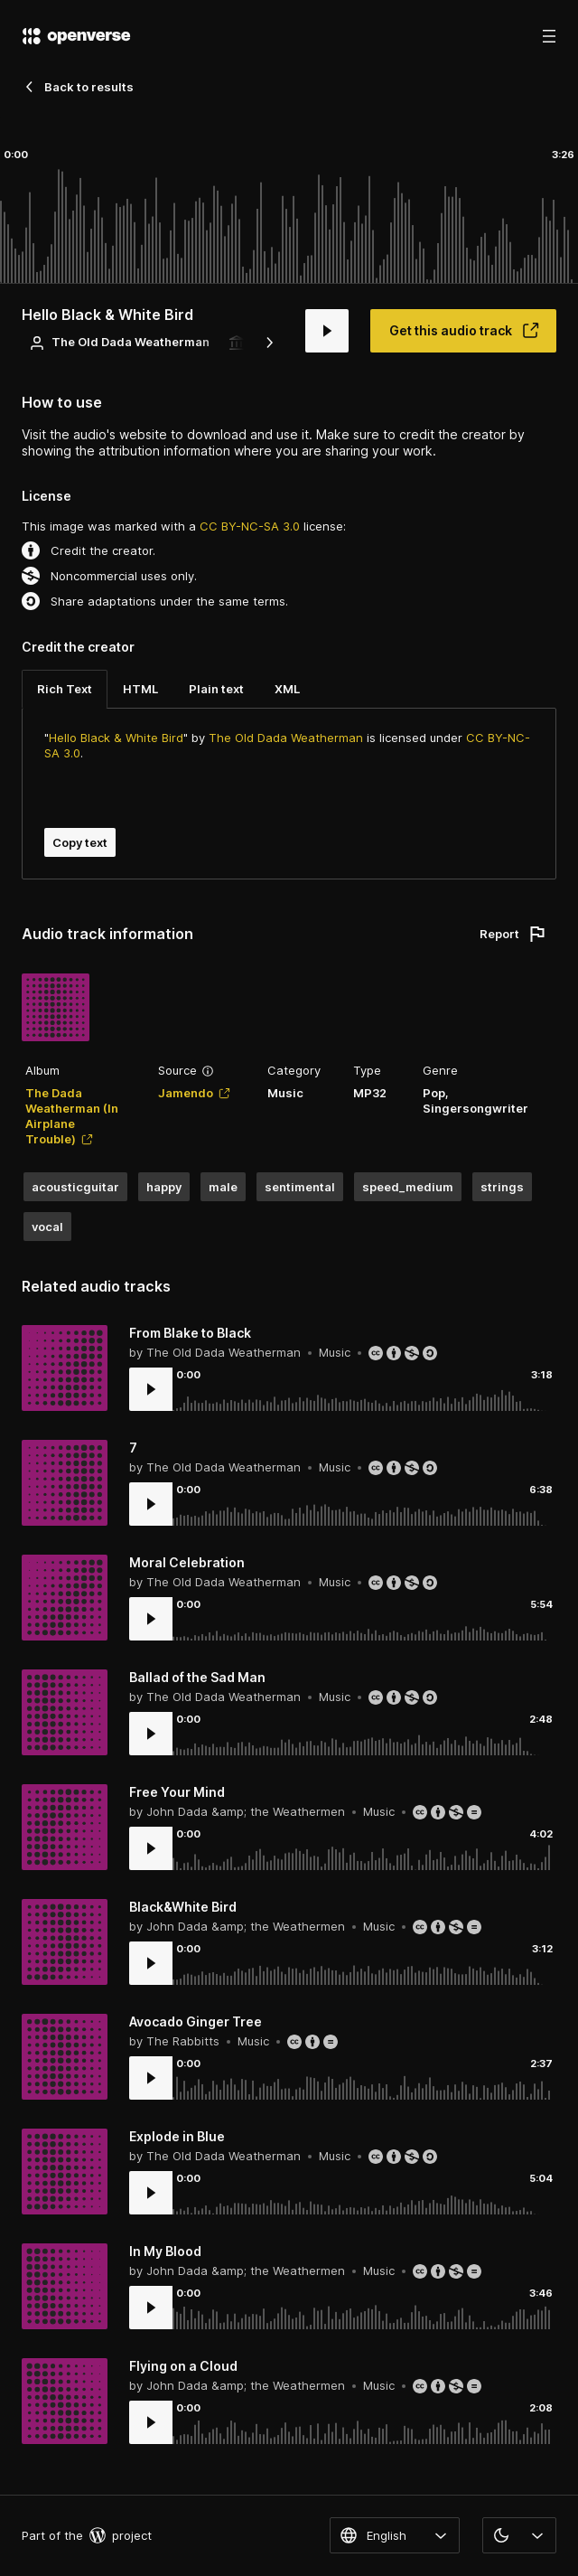 openverse
Back to results
0:00
3:26
Hello Black & White Bird
The Old Dada Weatherman
Get this audio track
How to use
Visit the audio's website to download and use it. Make sure to credit the creator by
showing the attribution information where you are sharing your work.
License
This image was marked with a CC BY-NC-SA 3.0 license:
Credit the creator.
Noncommercial uses only.
Share adaptations under the same terms.
Credit the creator
Rich Text HTML Plain text XML
"Hello Black & White Bird" by The Old Dada Weatherman is licensed under CC BY-NC-
SA 3.0.
Copy text
Audio track information
Report
Album
The Dada
Weatherman (In
Airplane
Trouble)
Source
Jamendo
Category
Music
Type
MP32
Genre
Pop,
Singersongwriter
acousticguitar happy male sentimental speed_medium strings
vocal
Related audio tracks
From Blake to Black
by The Old Dada Weatherman • Music •
0:00 3:18
7
by The Old Dada Weatherman • Music •
0:00 6:38
Moral Celebration
by The Old Dada Weatherman • Music •
0:00 5:54
Ballad of the Sad Man
by The Old Dada Weatherman • Music •
0:00 2:48
Free Your Mind
by John Dada &amp; the Weathermen • Music •
0:00 4:02
Black&White Bird
by John Dada &amp; the Weathermen • Music •
0:00 3:12
Avocado Ginger Tree
by The Rabbitts • Music •
0:00 2:37
Explode in Blue
by The Old Dada Weatherman • Music •
0:00 5:04
In My Blood
by John Dada &amp; the Weathermen • Music •
0:00 3:46
Flying on a Cloud
by John Dada &amp; the Weathermen • Music •
0:00 2:08
Part of the project
English